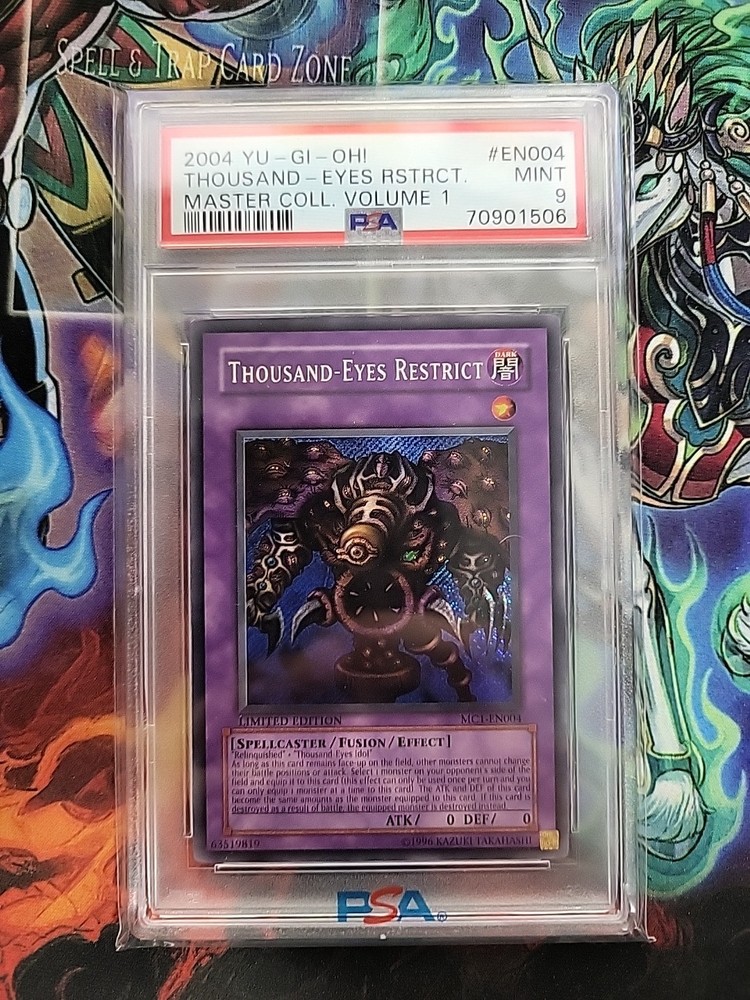 SPELL & TRAP CARD ZONE
2004 YU-GI-OH! #EN004
THOUSAND-EYES RSTRCT. MINT
MASTER COLL. VOLUME 1 9
PSA 70901506
THOUSAND-EYES RESTRICT
DARK
闇
LIMITED EDITION MC1-EN004
[SPELLCASTER/FUSION/EFFECT]
"Relinquished" + "Thousand Eyes Idol"
As long as this card remains face-up on the field, other monsters cannot change
their battle positions or attack. Select 1 monster on your opponent's side of the
field and equip it to this card (this effect can only be used once per turn and you
can only equip 1 monster at a time to this card). The ATK and DEF of this card
become the same amounts as the monster equipped to this card. If this card is
destroyed as a result of battle, the equipped monster is destroyed instead.
ATK/ 0 DEF/ 0
63519819 ©1996 KAZUKI TAKAHASHI
PSA®